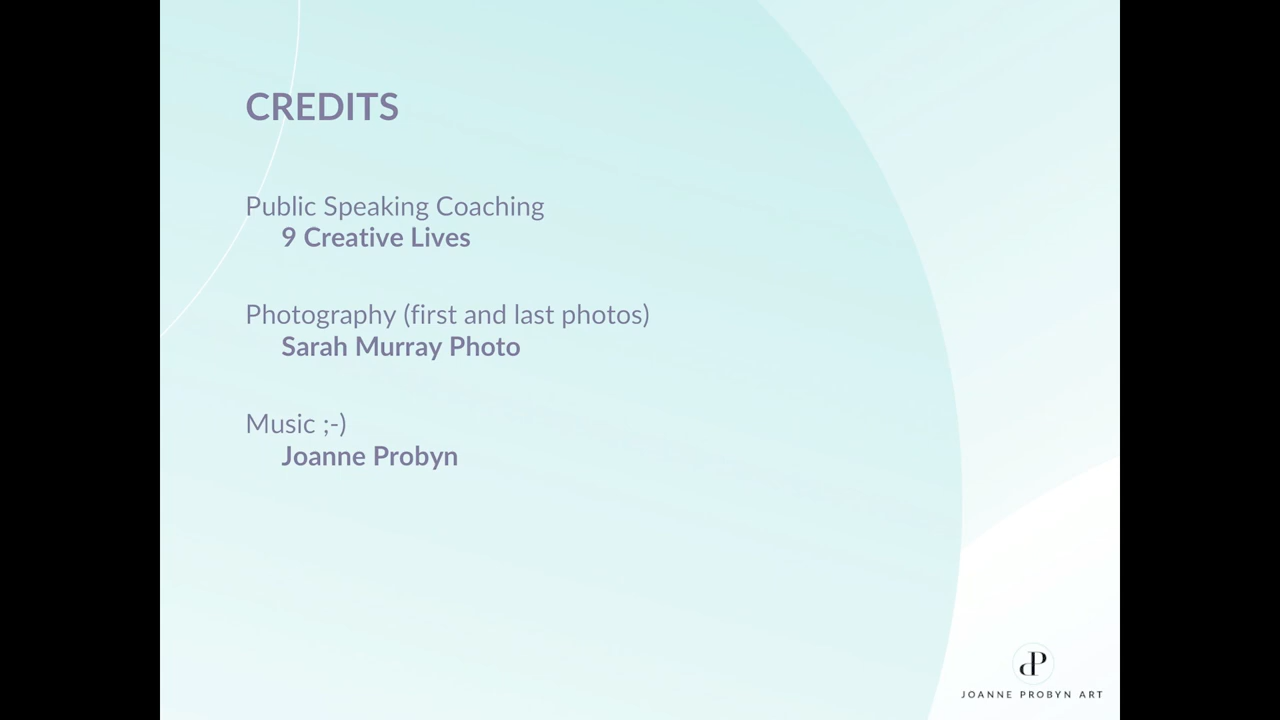 CREDITS
Public Speaking Coaching
9 Creative Lives
Photography (first and last photos)
Sarah Murray Photo
Music ;-)
Joanne Probyn
JP
JOANNE PROBYN ART